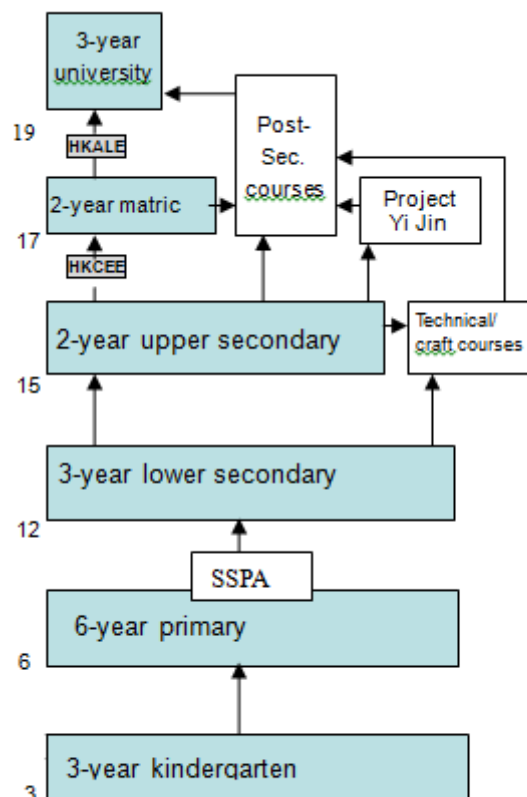 3-year
university
19
HKALE
Post-
Sec.
courses
2-year matric
Project
Yi Jin
17
HKCEE
2-year upper secondary
Technical/
craft courses
15
3-year lower secondary
12
SSPA
6-year primary
6
3-year kindergarten
3